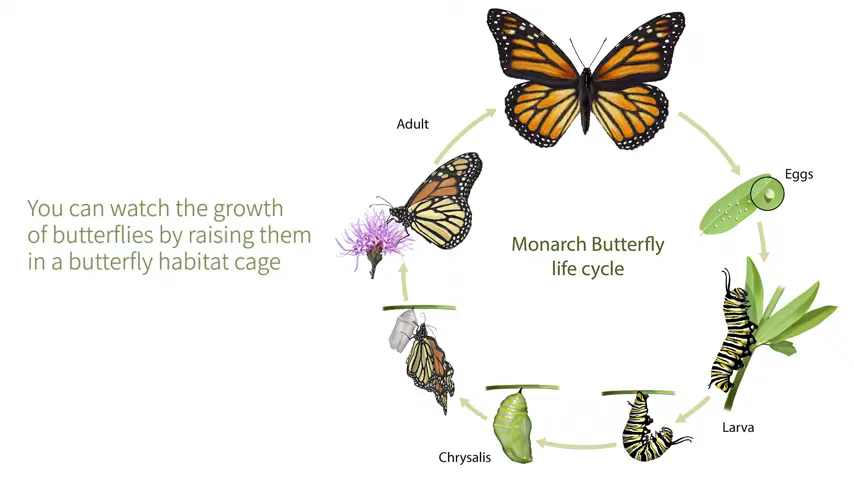 Adult
Eggs
You can watch the growth
of butterflies by raising them
in a butterfly habitat cage
Monarch Butterfly
life cycle
Larva
Chrysalis